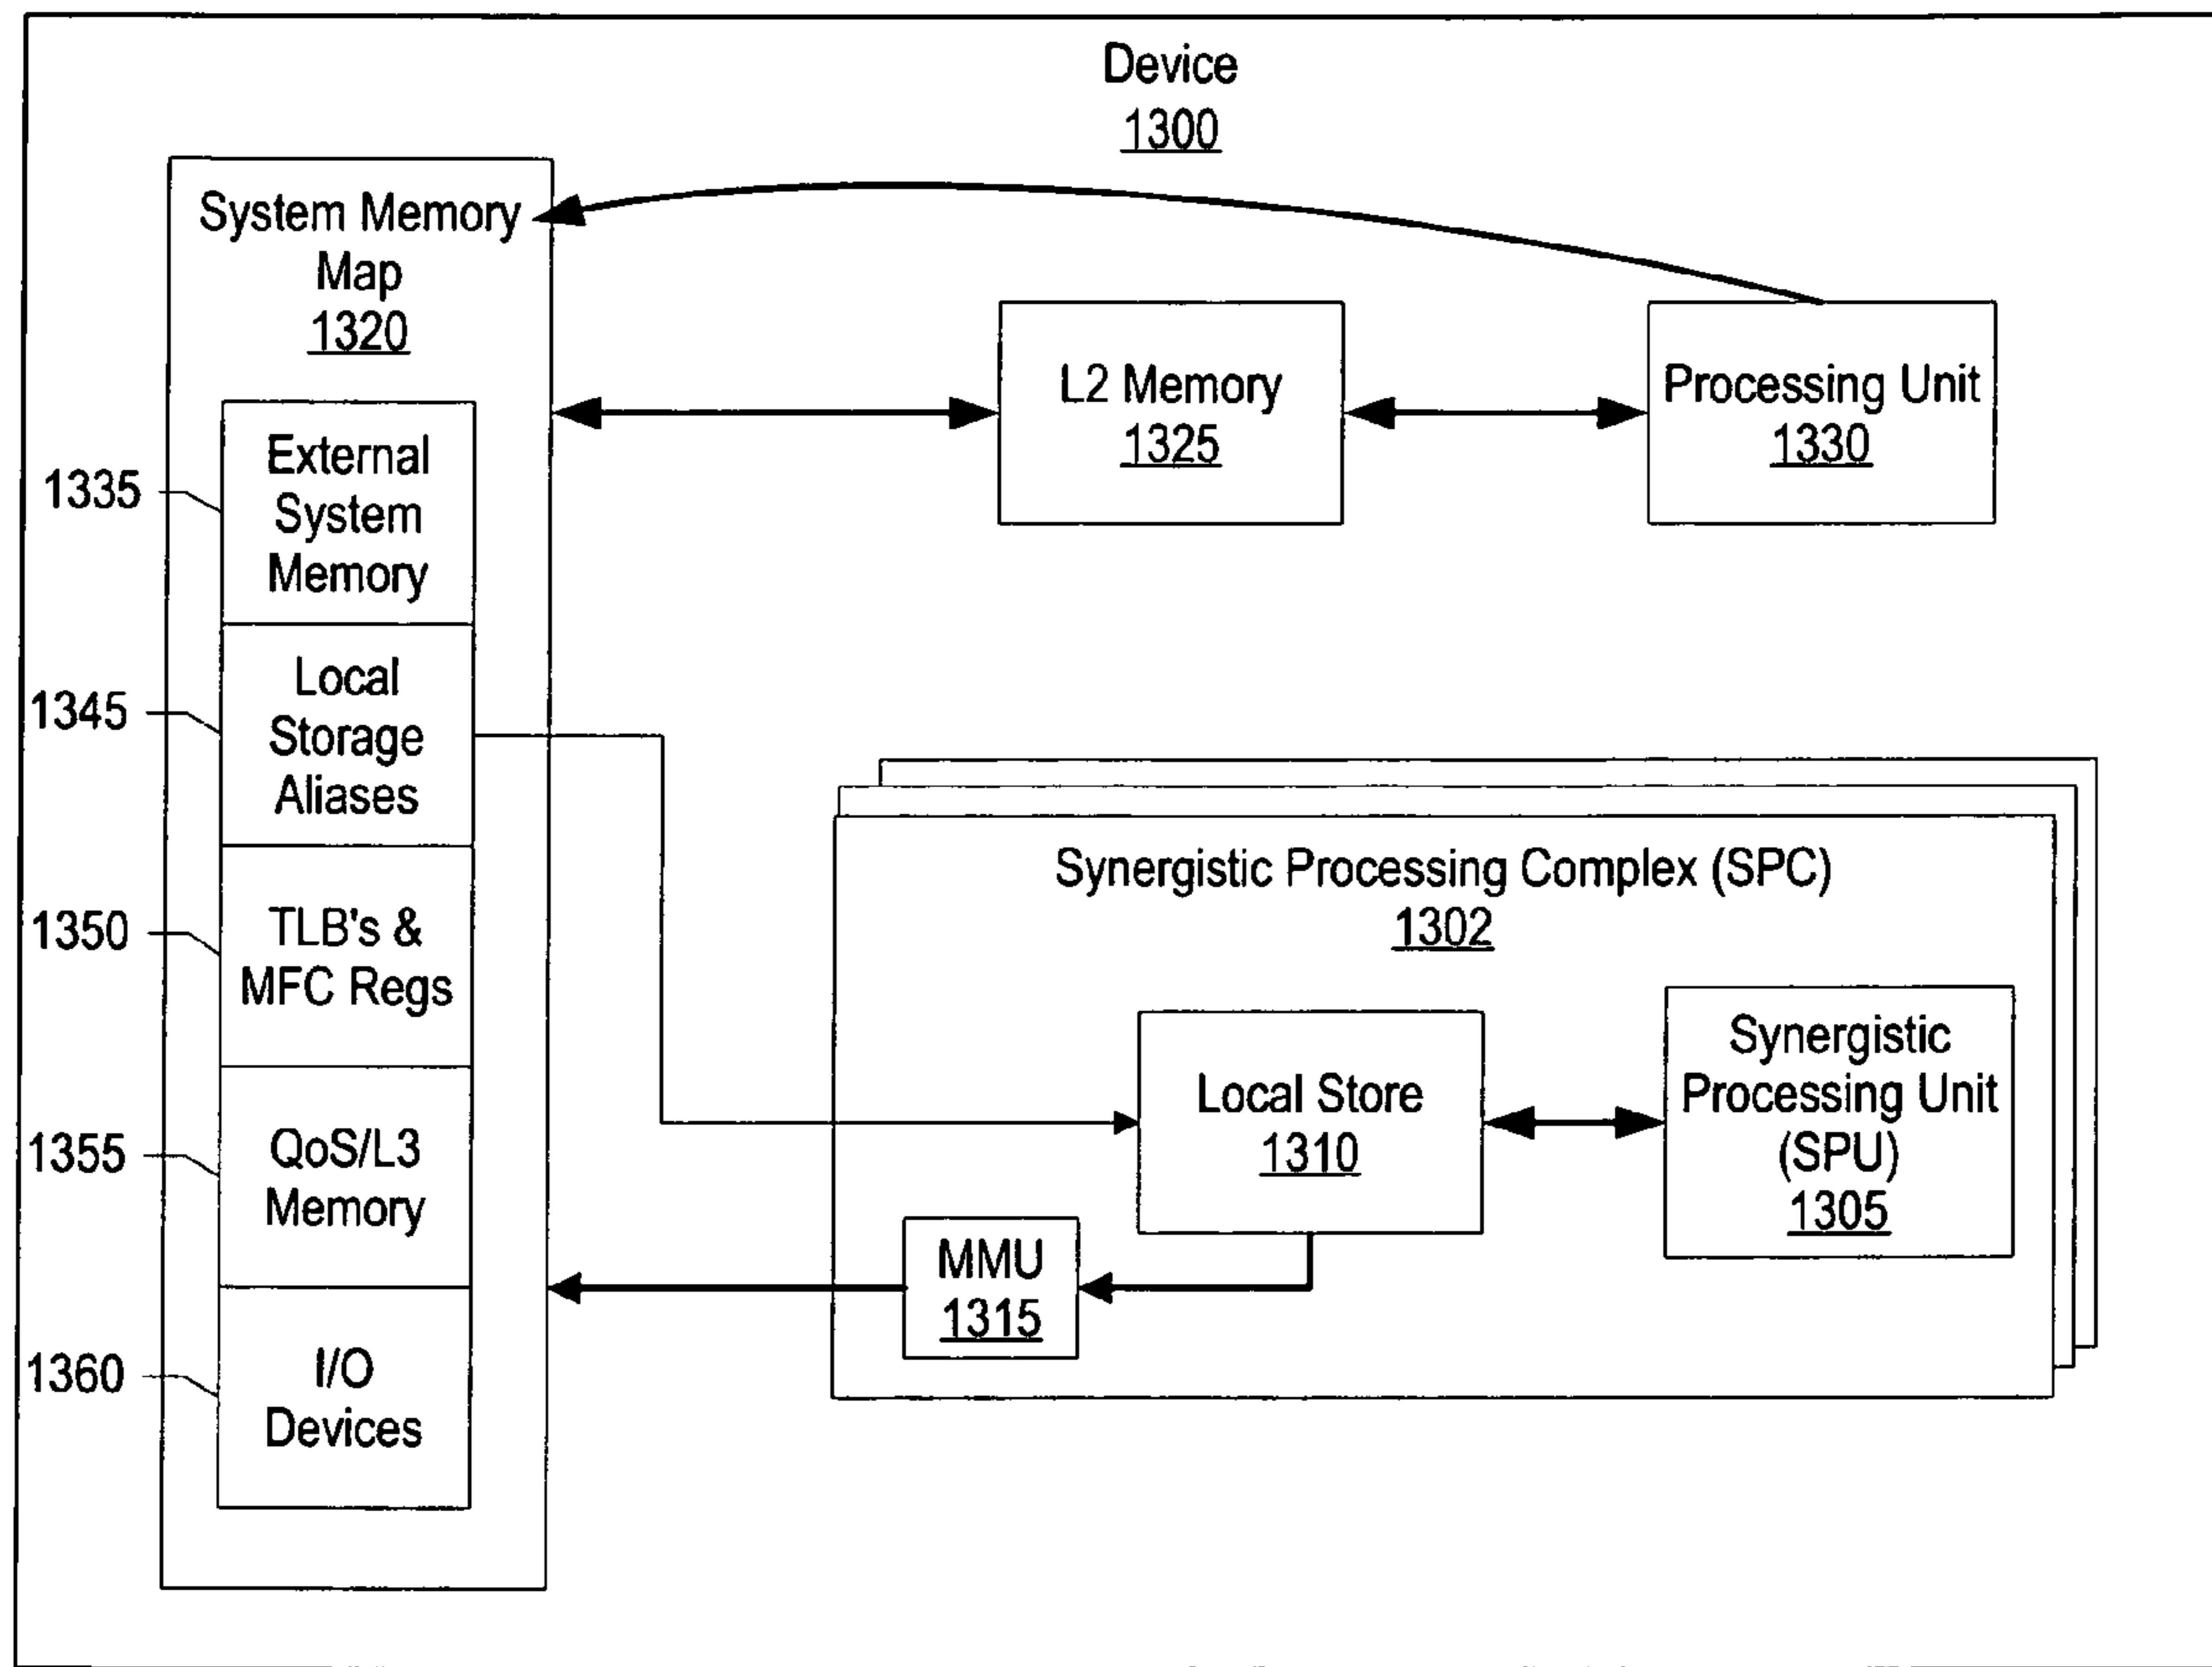 Device
1300
System Memory
Map
1320
L2 Memory
1325
Processing Unit
1330
1335
External
System
Memory
1345
Local
Storage
Aliases
1350
TLB's &
MFC Regs
1355
QoS/L3
Memory
1360
I/O
Devices
Synergistic Processing Complex (SPC)
1302
Local Store
1310
Synergistic
Processing Unit
(SPU)
1305
MMU
1315